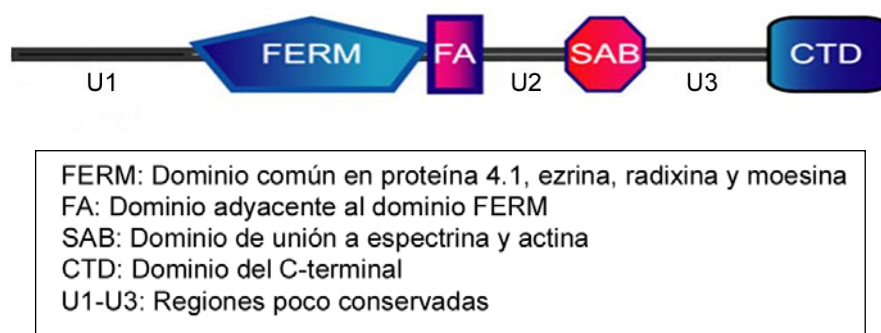 FERM FA SAB CTD
U1 U2 U3
FERM: Dominio común en proteína 4.1, ezrina, radixina y moesina
FA: Dominio adyacente al dominio FERM
SAB: Dominio de unión a espectrina y actina
CTD: Dominio del C-terminal
U1-U3: Regiones poco conservadas